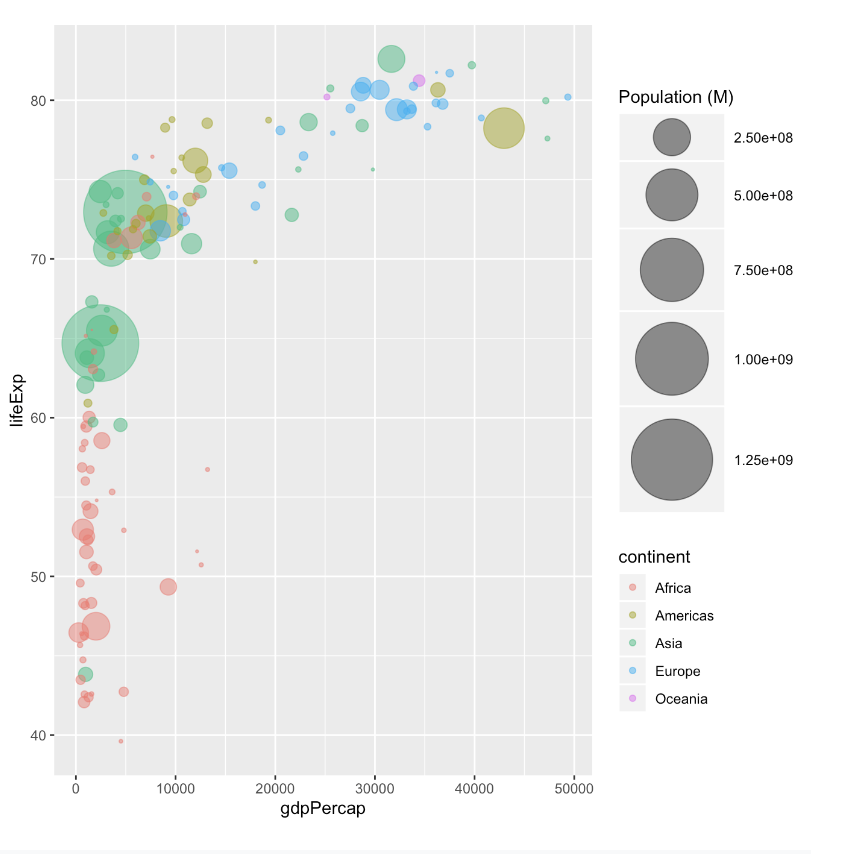 lifeExp
80
70
60
50
40
0 10000 20000 30000 40000 50000
gdpPercap
Population (M)
2.50e+08
5.00e+08
7.50e+08
1.00e+09
1.25e+09
continent
Africa
Americas
Asia
Europe
Oceania